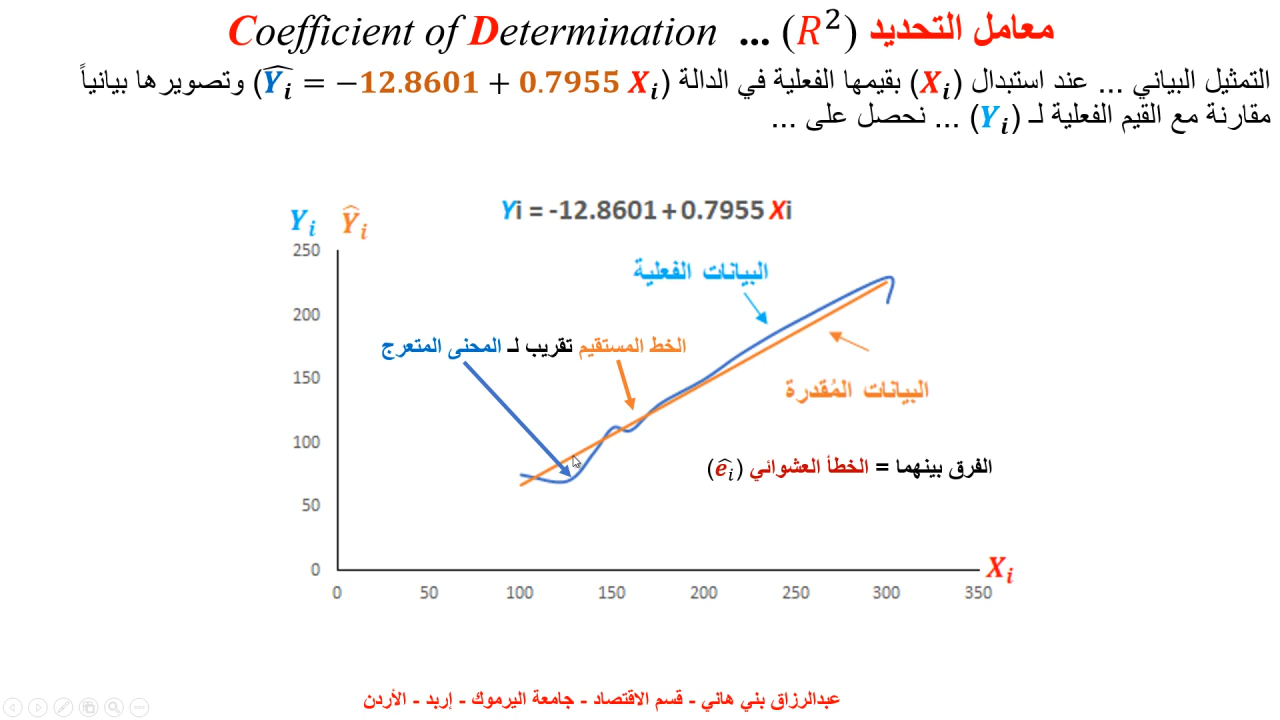 معامل التحديد (R²) ... Coefficient of Determination
التمثيل البياني ... عند استبدال (Xᵢ) بقيمها الفعلية في الدالة (Ŷᵢ = −12.8601 + 0.7955 Xᵢ) وتصويرها بيانياً
مقارنة مع القيم الفعلية لـ (Yᵢ) ... نحصل على ...
Yi = -12.8601 + 0.7955 Xi
Yᵢ Ŷᵢ
250
البيانات الفعلية
200
الخط المستقيم تقريب لـ المحنى المتعرج
150
البيانات المُقدرة
100
الفرق بينهما = الخطأ العشوائي (êᵢ)
50
0
Xᵢ
0 50 100 150 200 250 300 350
عبدالرزاق بني هاني - قسم الاقتصاد - جامعة اليرموك - إربد - الأردن